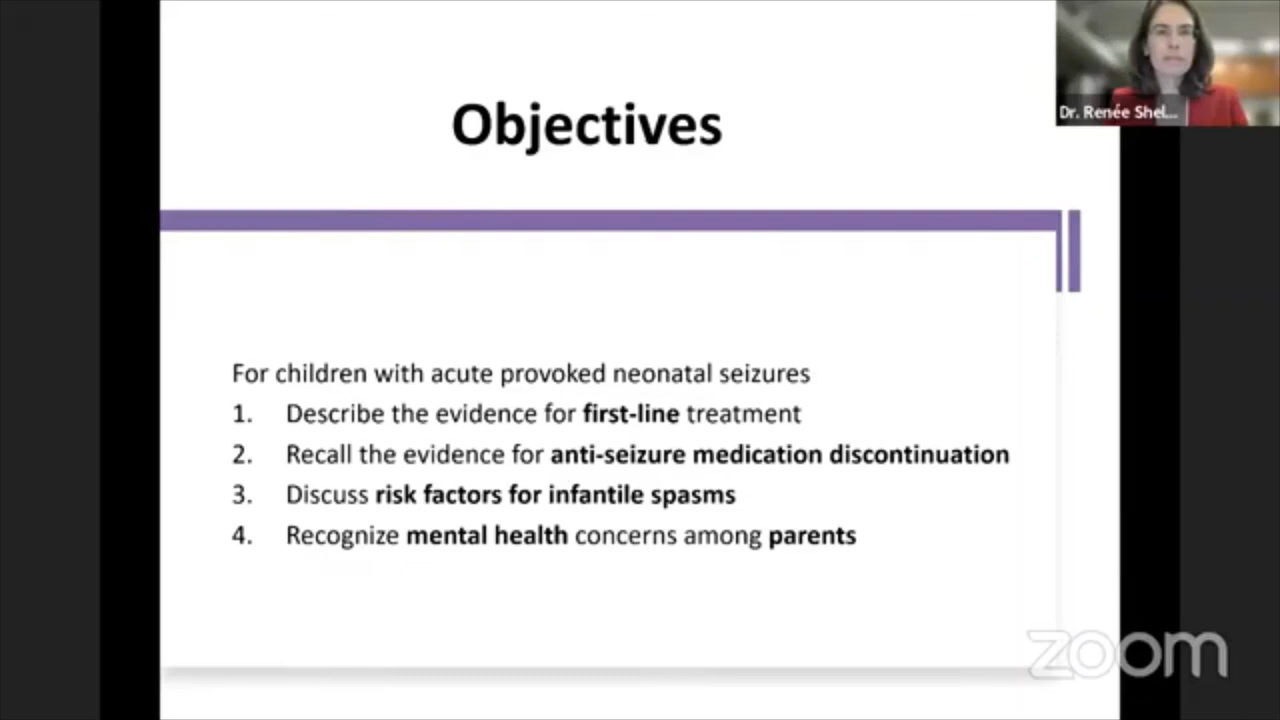 Objectives
Dr. Renée Shel...
For children with acute provoked neonatal seizures
1. Describe the evidence for first-line treatment
2. Recall the evidence for anti-seizure medication discontinuation
3. Discuss risk factors for infantile spasms
4. Recognize mental health concerns among parents
zoom